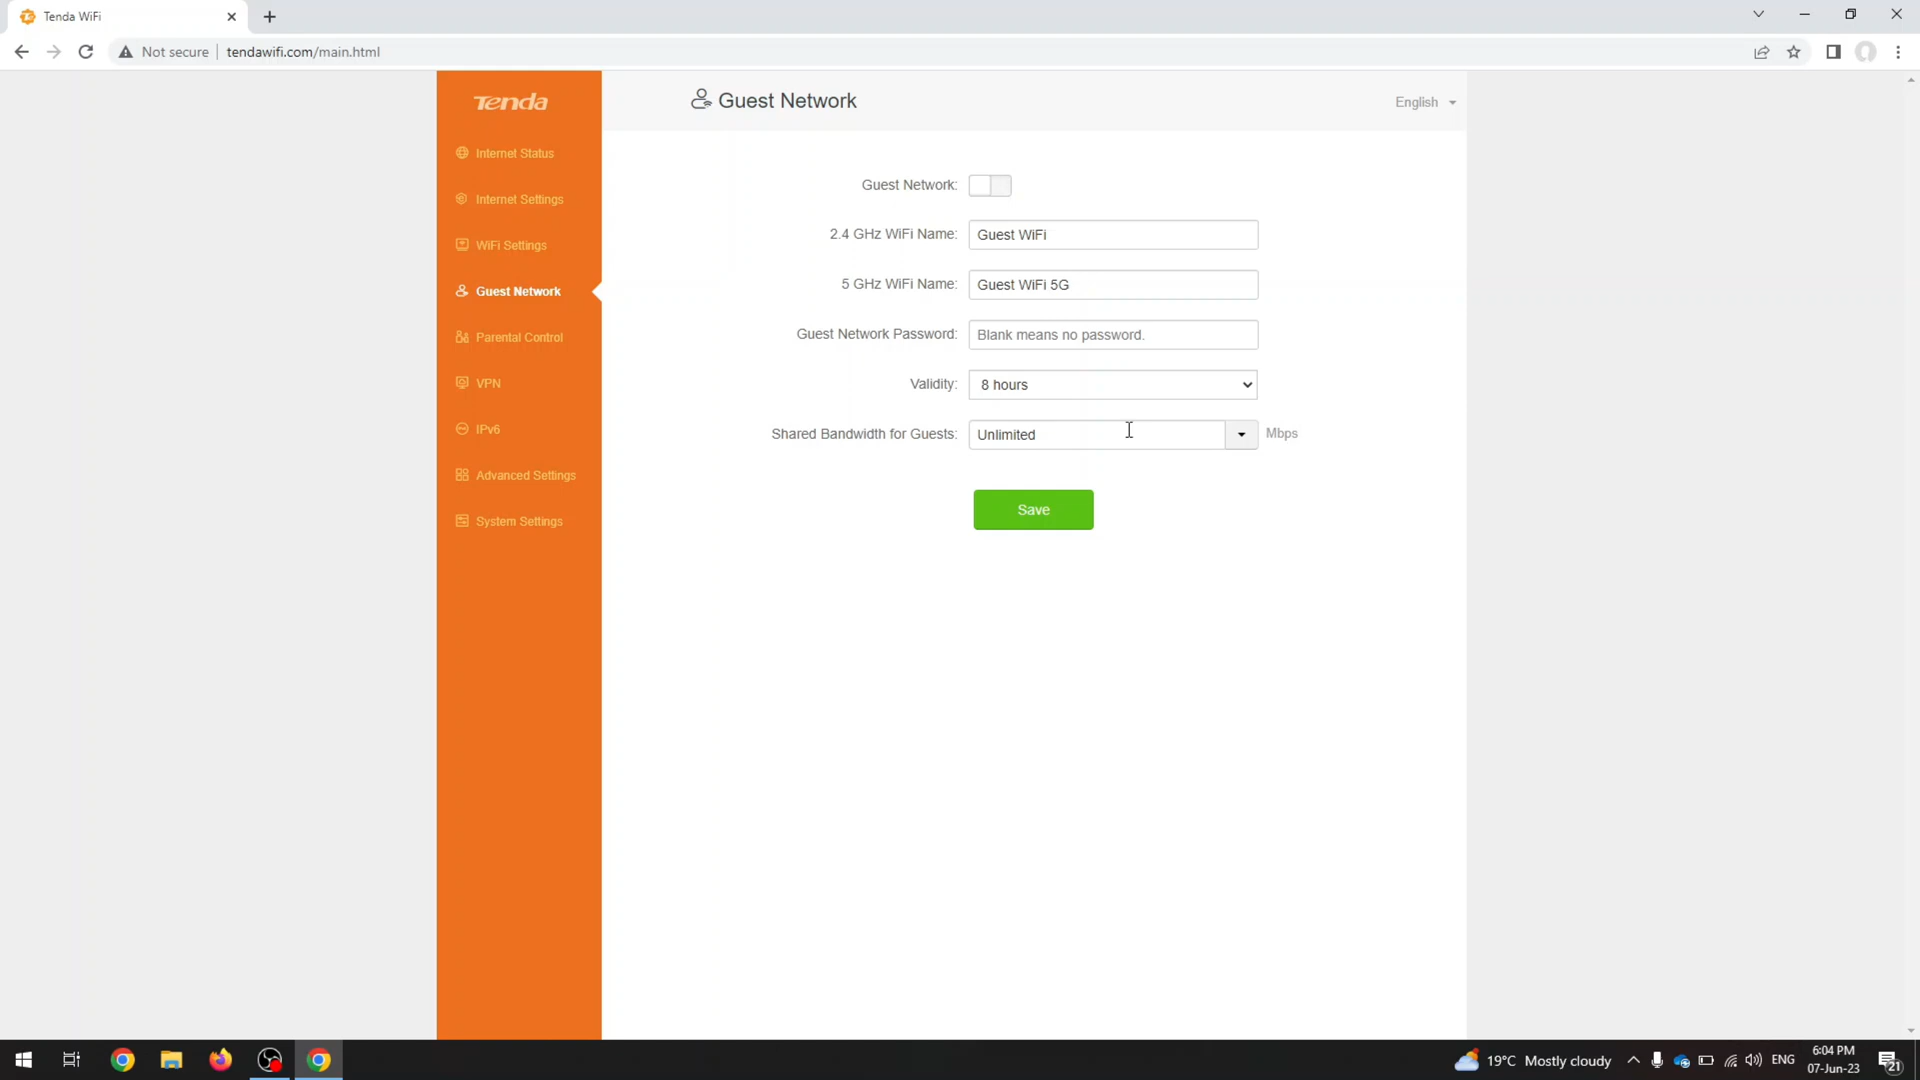 Tenda WiFi
Not secure
tendawifi.com/main.html
Tenda
Guest Network
English
Internet Status
Internet Settings
WiFi Settings
Guest Network
Parental Control
VPN
IPv6
Advanced Settings
System Settings
Guest Network:
2.4 GHz WiFi Name: Guest WiFi
5 GHz WiFi Name: Guest WiFi 5G
Guest Network Password: Blank means no password.
Validity: 8 hours
Shared Bandwidth for Guests: Unlimited Mbps
Save
19°C Mostly cloudy
ENG
6:04 PM
07-Jun-23
21